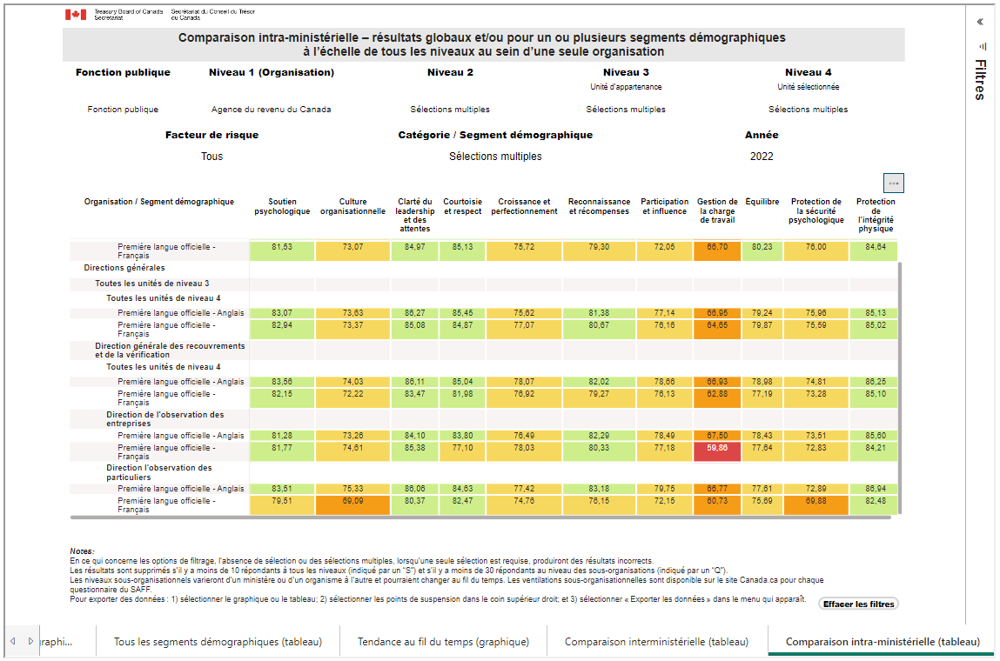 Treasury Board of Canada Secrétariat du Conseil du Trésor
Secretariat du Canada
Comparaison intra-ministérielle – résultats globaux et/ou pour un ou plusieurs segments démographiques
à l'échelle de tous les niveaux au sein d'une seule organisation
Fonction publique Niveau 1 (Organisation) Niveau 2 Niveau 3 Niveau 4
Unité d'appartenance Unité sélectionnée
Fonction publique Agence du revenu du Canada Sélections multiples Sélections multiples Sélections multiples
Facteur de risque Catégorie / Segment démographique Année
Tous Sélections multiples 2022
Filtres
Organisation / Segment démographique Soutien psychologique Culture organisationnelle Clarté du leadership et des attentes Courtoisie et respect Croissance et perfectionnement Reconnaissance et récompenses Participation et influence Gestion de la charge de travail Équilibre Protection de la sécurité psychologique Protection de l'intégrité physique
Première langue officielle - Français 81,53 73,07 84,97 85,13 75,72 79,30 72,05 66,70 80,23 76,00 84,64
Directions générales
Toutes les unités de niveau 3
Toutes les unités de niveau 4
Première langue officielle - Anglais 83,07 73,63 86,27 85,45 75,62 81,38 77,14 66,95 79,24 75,96 85,13
Première langue officielle - Français 82,94 73,37 85,08 84,87 77,07 80,67 76,16 64,65 79,87 75,59 85,02
Direction générale des recouvrements
et de la vérification
Toutes les unités de niveau 4
Première langue officielle - Anglais 83,56 74,03 86,11 85,04 78,07 82,02 78,66 66,93 78,98 74,81 86,25
Première langue officielle - Français 82,15 72,22 83,47 81,98 76,92 79,27 76,13 62,88 77,19 73,28 85,10
Direction de l'observation des
entreprises
Première langue officielle - Anglais 81,28 73,26 84,10 83,80 76,49 82,29 78,49 67,50 78,43 73,51 85,60
Première langue officielle - Français 81,77 74,61 85,38 77,10 78,03 80,33 77,18 59,86 77,64 72,83 84,21
Direction l'observation des
particuliers
Première langue officielle - Anglais 83,51 75,33 86,06 84,63 77,42 83,18 79,75 66,77 77,61 72,89 86,94
Première langue officielle - Français 79,51 69,09 80,37 82,47 74,76 76,15 72,15 60,73 75,69 69,88 82,48
Notes:
En ce qui concerne les options de filtrage, l'absence de sélection ou des sélections multiples, lorsqu'une seule sélection est requise, produiront des résultats incorrects.
Les résultats sont supprimés s'il y a moins de 10 répondants à tous les niveaux (indiqué par un "S") et s'il y a moins de 30 répondants au niveau des sous-organisations (indiqué par un "Q").
Les niveaux sous-organisationnels varieront d'un ministère ou d'un organisme à l'autre et pourraient changer au fil du temps. Les ventilations sous-organisationnelles sont disponible sur le site Canada.ca pour chaque
questionnaire du SAFF.
Pour exporter des données : 1) sélectionner le graphique ou le tableau; 2) sélectionner les points de suspension dans le coin supérieur droit; et 3) sélectionner « Exporter les données » dans le menu qui apparaît.
Effacer les filtres
raphi... Tous les segments démographiques (tableau) Tendance au fil du temps (graphique) Comparaison interministérielle (tableau) Comparaison intra-ministérielle (tableau)